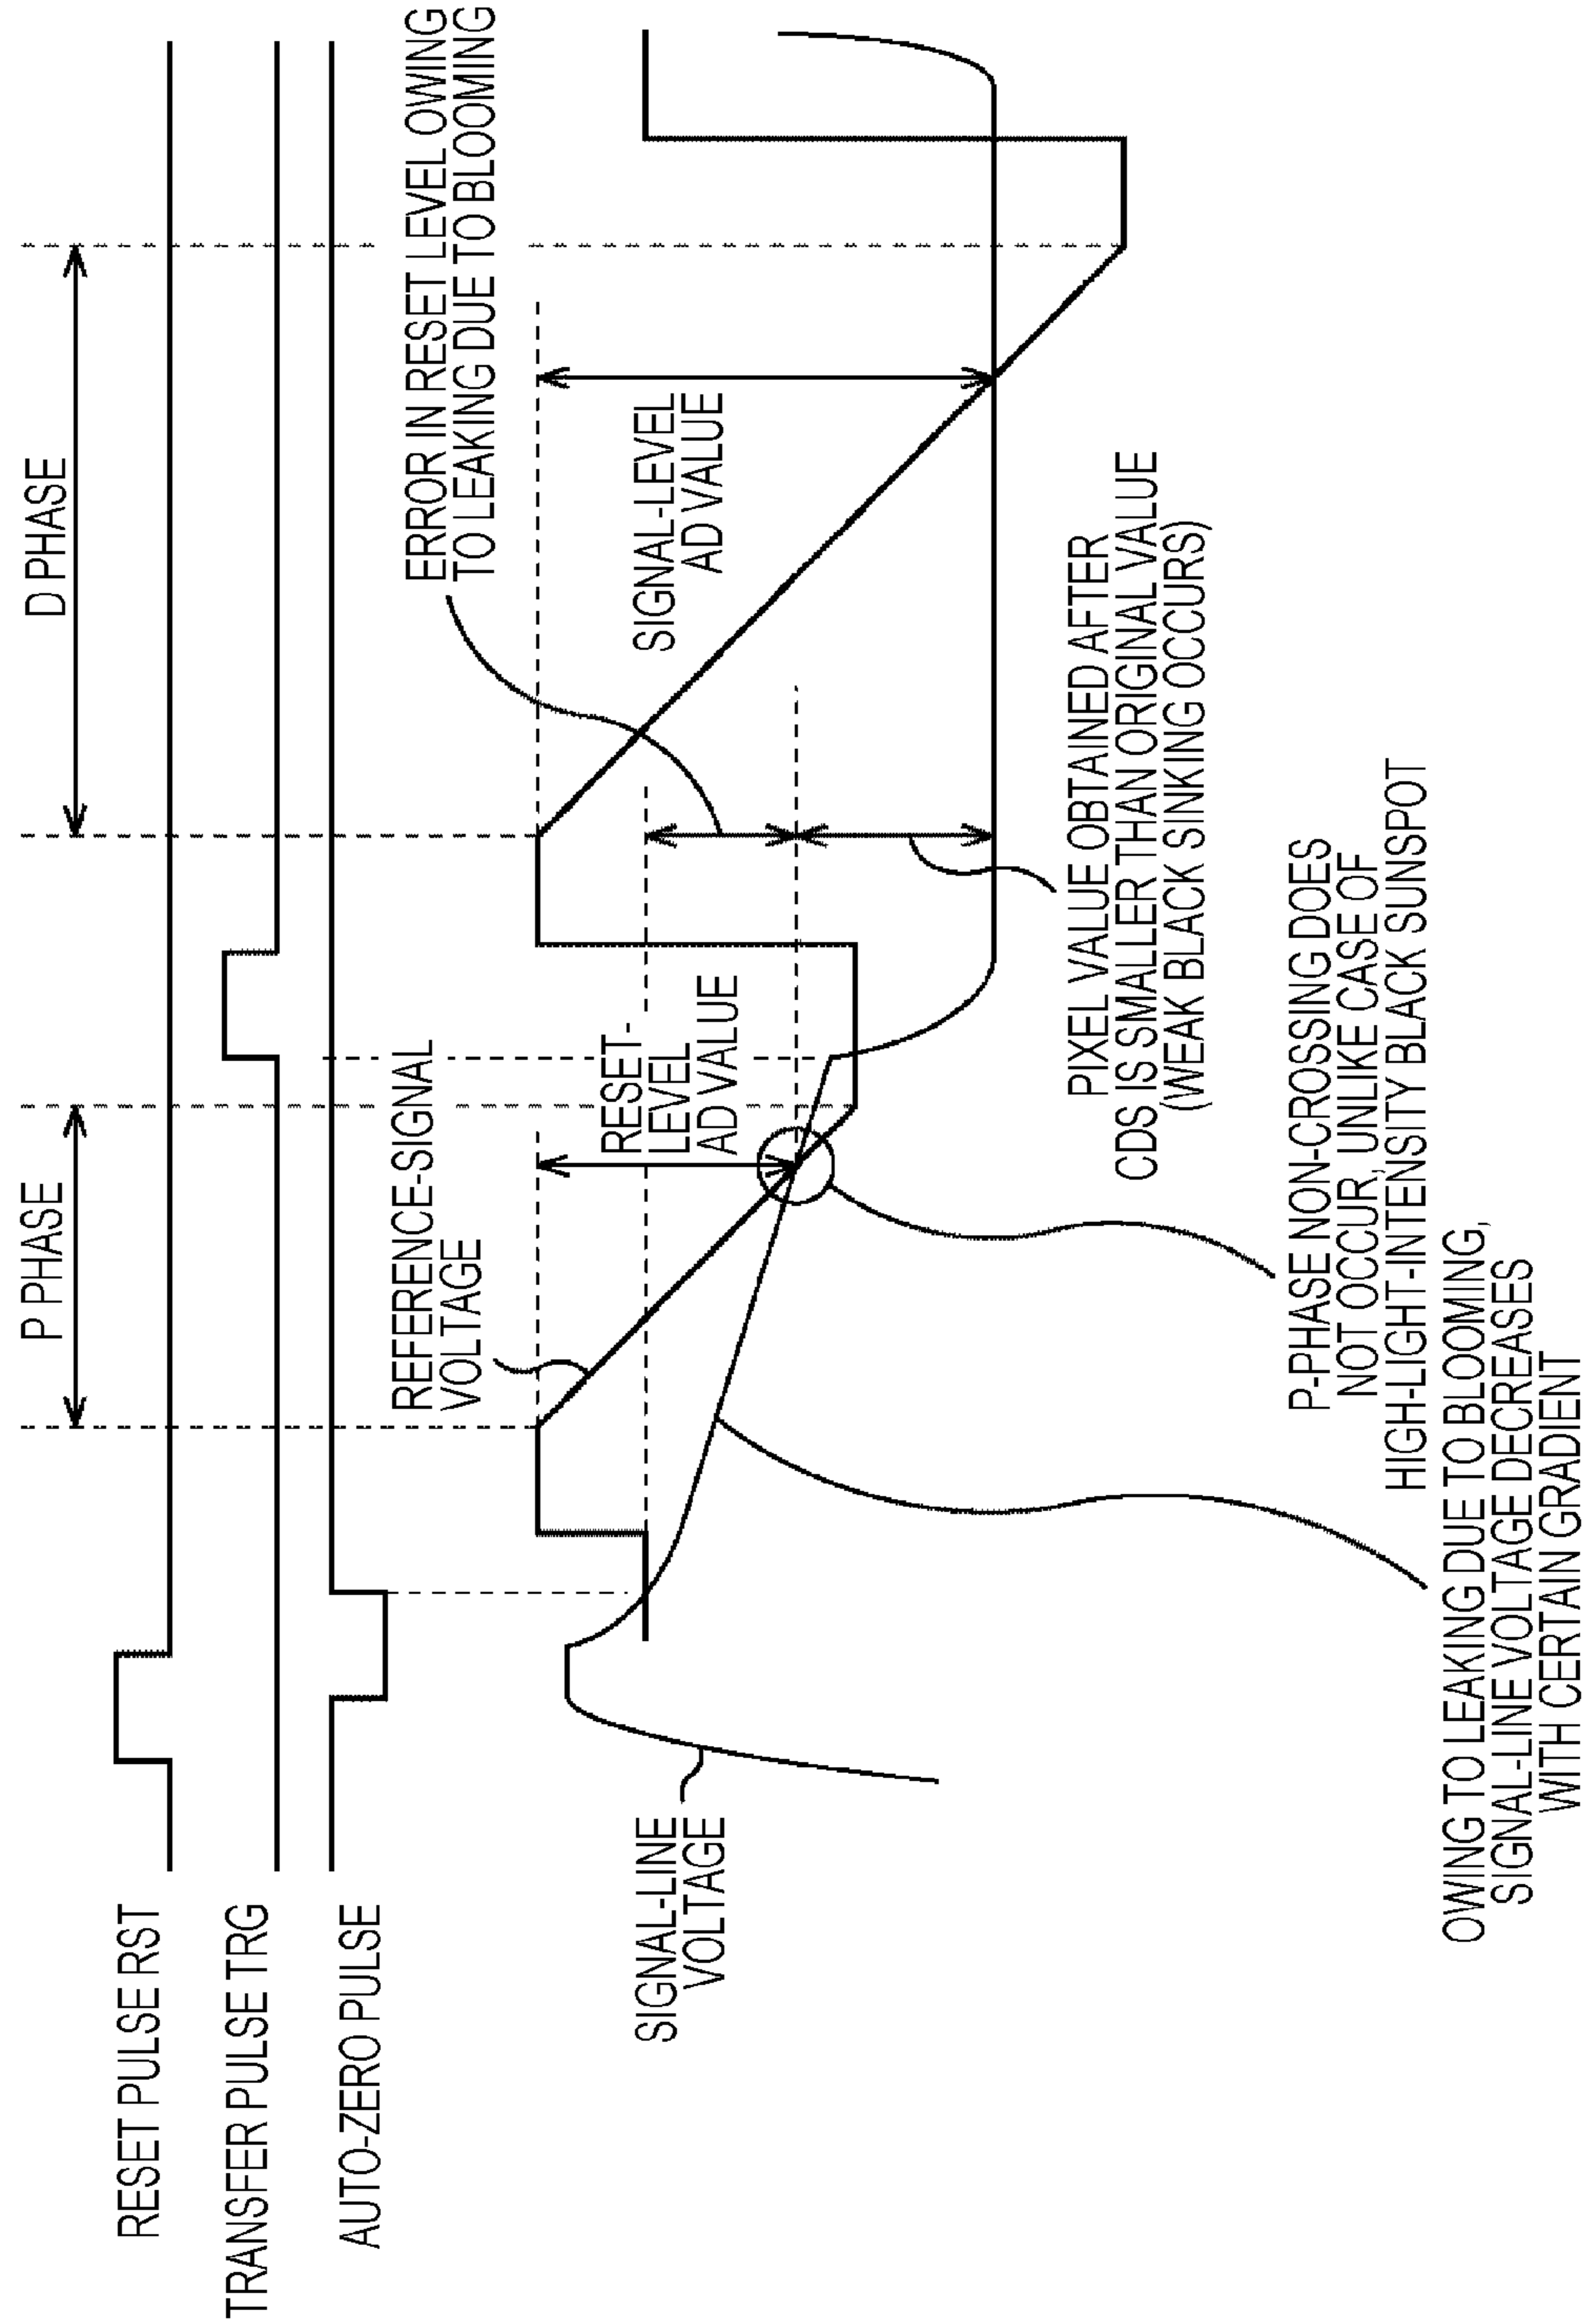 P PHASE
D PHASE
RESET PULSE RST
TRANSFER PULSE TRG
AUTO-ZERO PULSE
REFERENCE-SIGNAL
VOLTAGE
ERROR IN RESET LEVEL OWING
TO LEAKING DUE TO BLOOMING
SIGNAL-LINE
VOLTAGE
RESET-
LEVEL
AD VALUE
SIGNAL-LEVEL
AD VALUE
PIXEL VALUE OBTAINED AFTER
CDS IS SMALLER THAN ORIGINAL VALUE
(WEAK BLACK SINKING OCCURS)
P-PHASE NON-CROSSING DOES
NOT OCCUR, UNLIKE CASE OF
HIGH-LIGHT-INTENSITY BLACK SUNSPOT
OWING TO LEAKING DUE TO BLOOMING,
SIGNAL-LINE VOLTAGE DECREASES
WITH CERTAIN GRADIENT